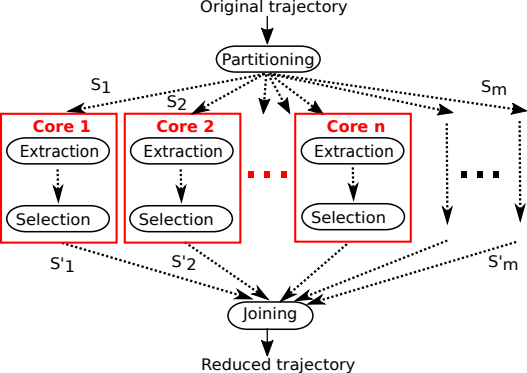 Original trajectory
Partitioning
S1
S2
Sm
Core 1
Core 2
Core n
Extraction
Extraction
Extraction
Selection
Selection
Selection
S'1
S'2
S'm
Joining
Reduced trajectory